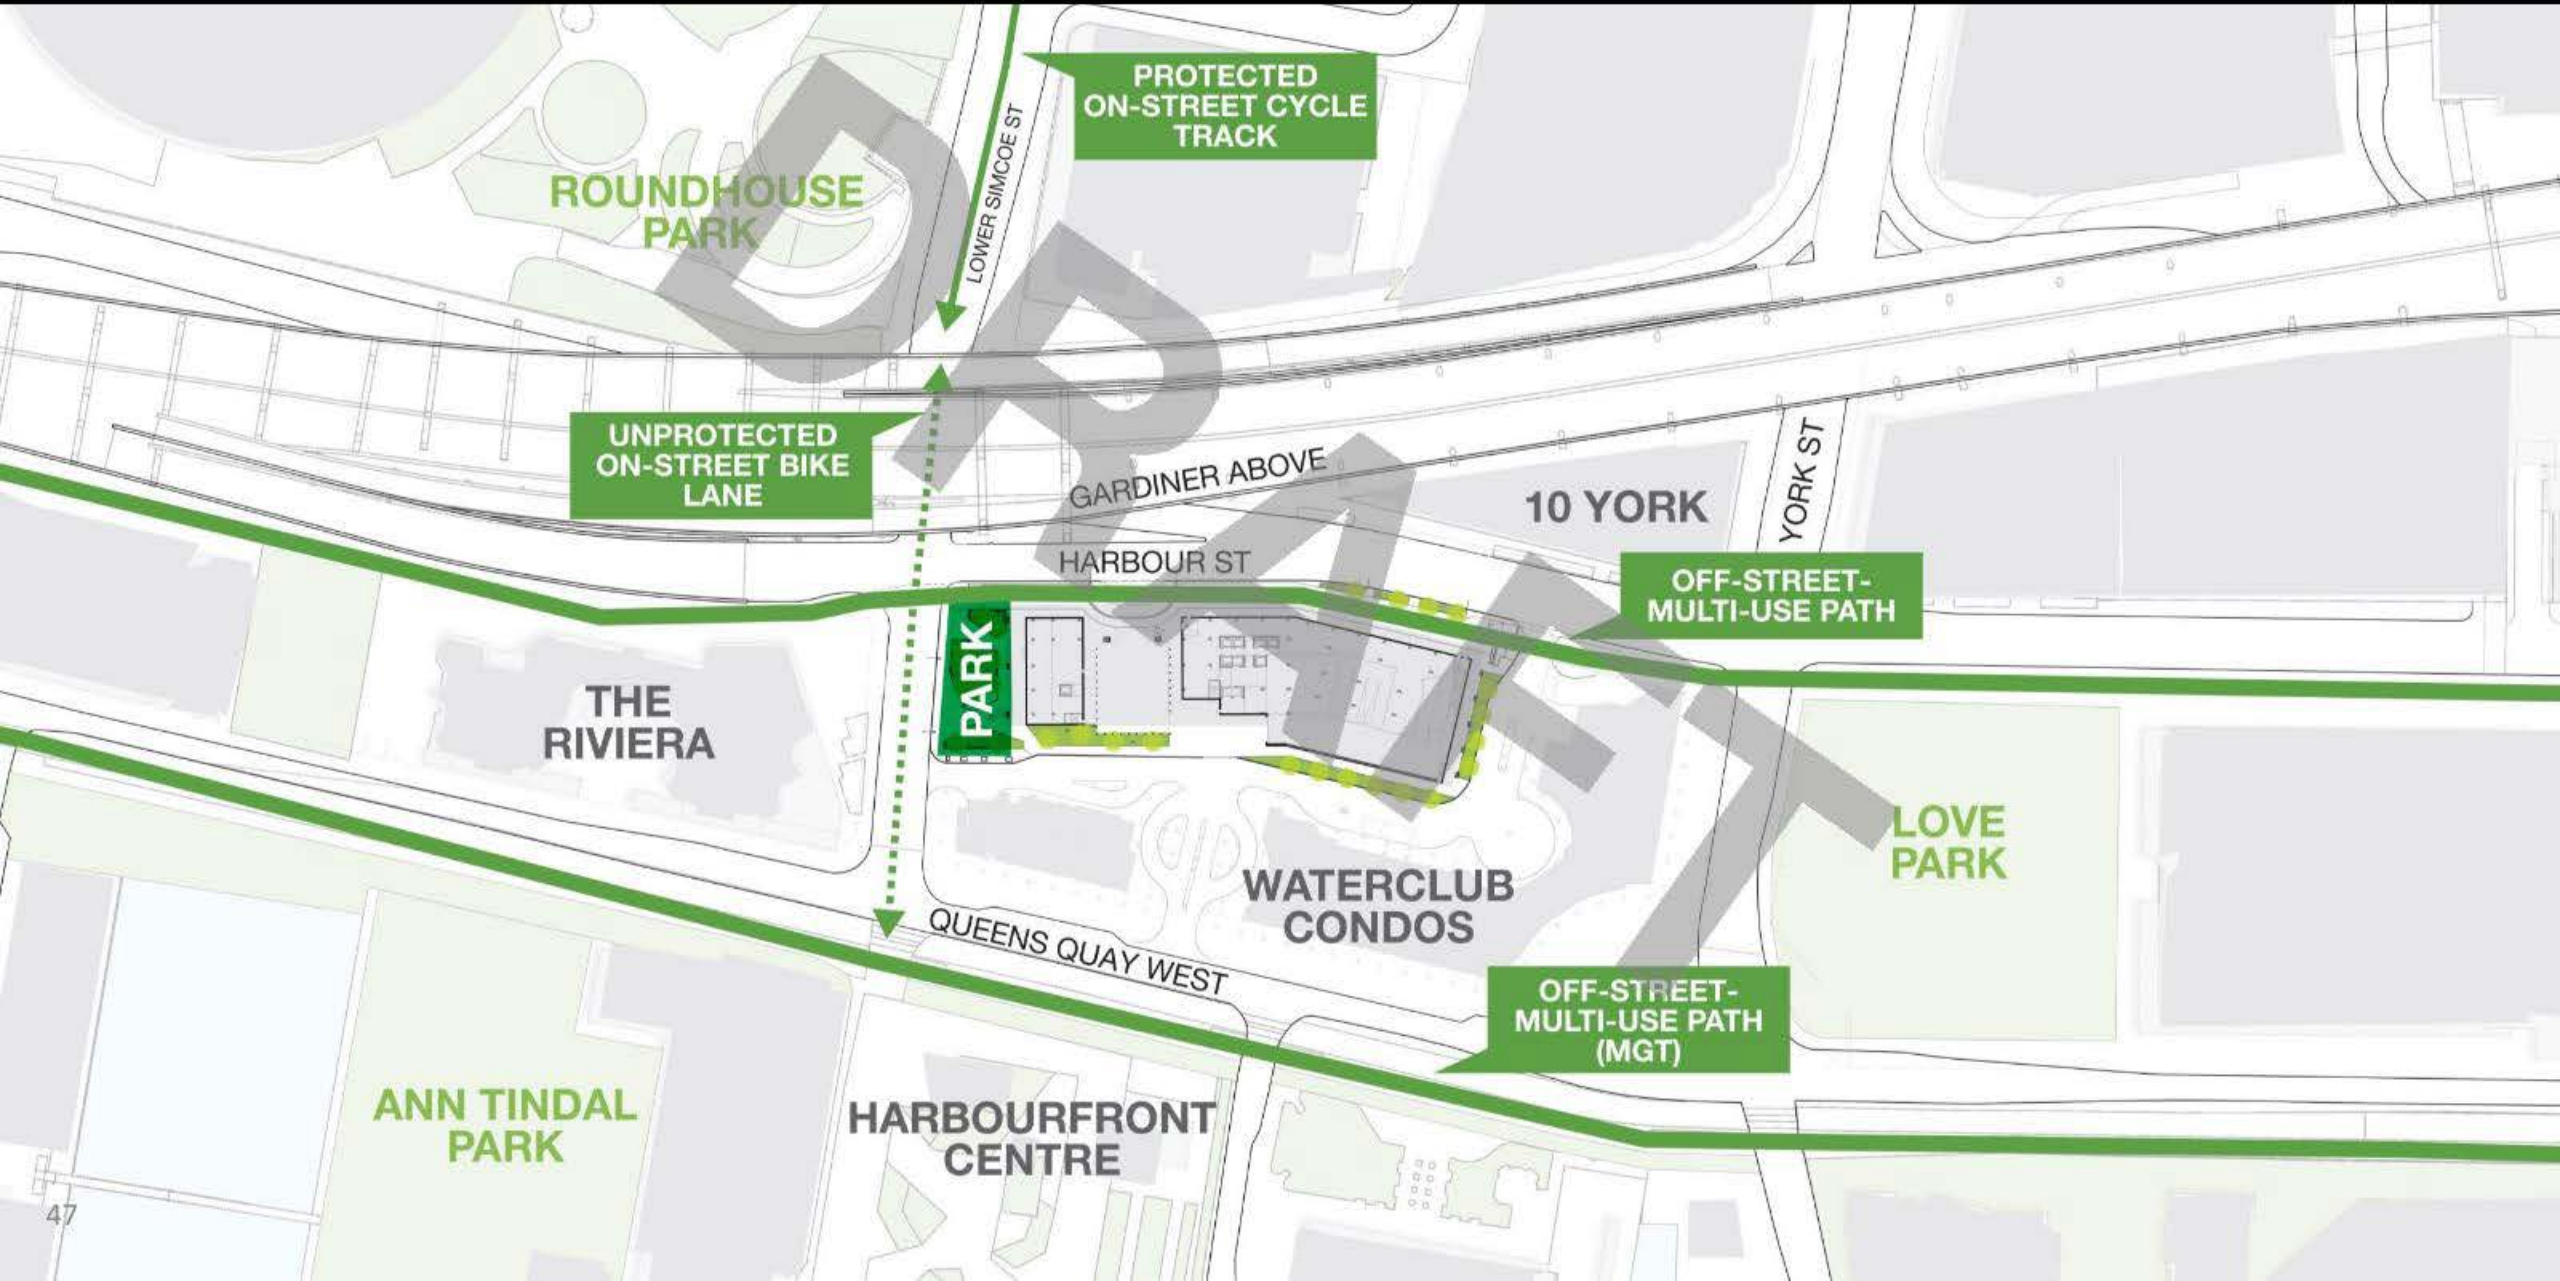 PROTECTED
ON-STREET CYCLE
TRACK
LOWER SIMCOE ST
ROUNDHOUSE
PARK
UNPROTECTED
ON-STREET BIKE
LANE
GARDINER ABOVE
10 YORK
YORK ST
HARBOUR ST
OFF-STREET-
MULTI-USE PATH
PARK
THE
RIVIERA
LOVE
PARK
WATERCLUB
CONDOS
QUEENS QUAY WEST
OFF-STREET-
MULTI-USE PATH
(MGT)
ANN TINDAL
PARK
HARBOURFRONT
CENTRE
47
DRAFT